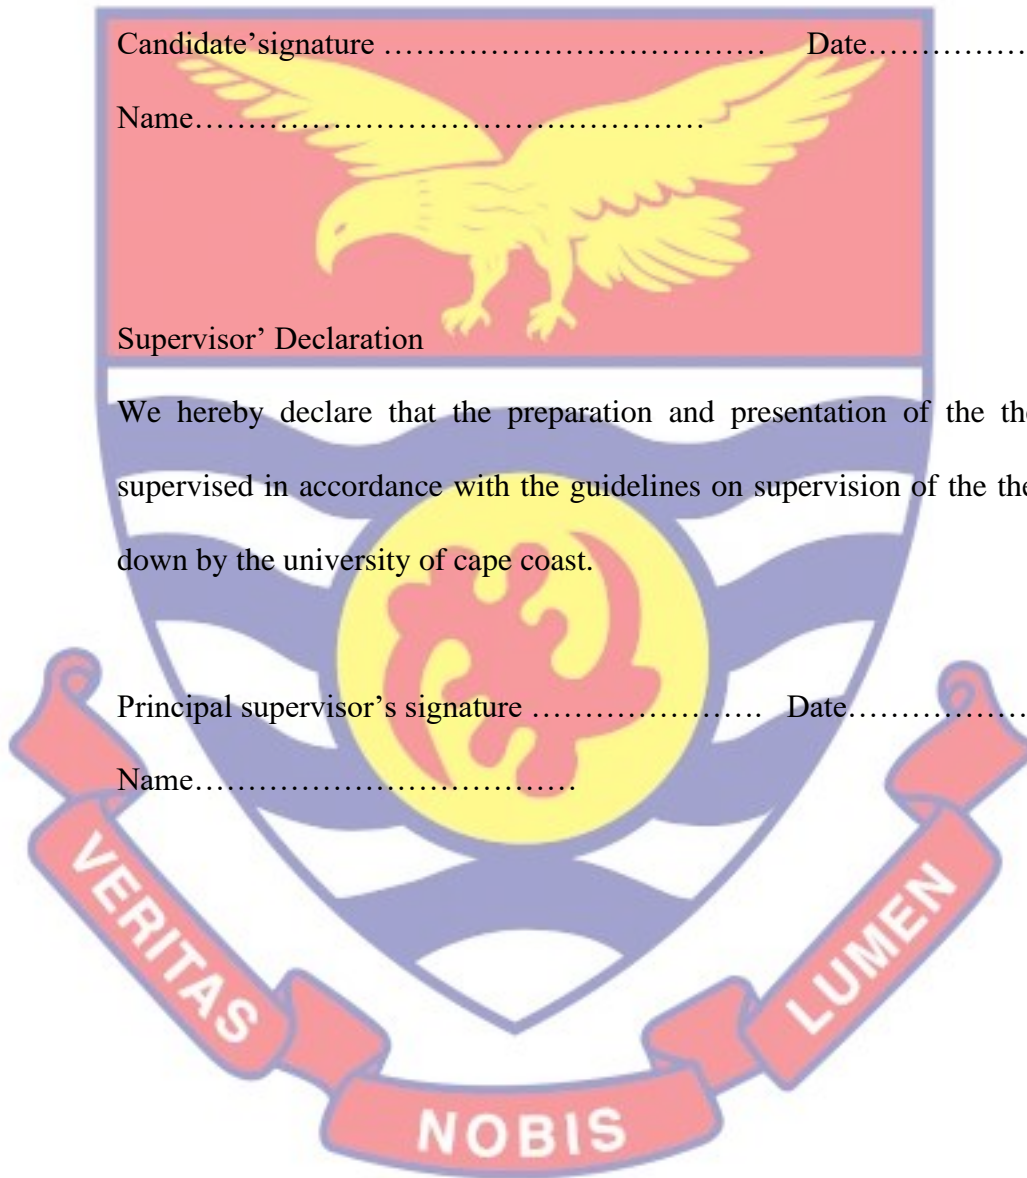 Candidate'signature ……………………………… Date……………
Name…………………………………………
Supervisor' Declaration
We hereby declare that the preparation and presentation of the
supervised in accordance with the guidelines on supervision of the
down by the university of cape coast.
Principal supervisor's signature …………………. Date………………
Name………………………………
VERITAS
NOBIS
LUMEN